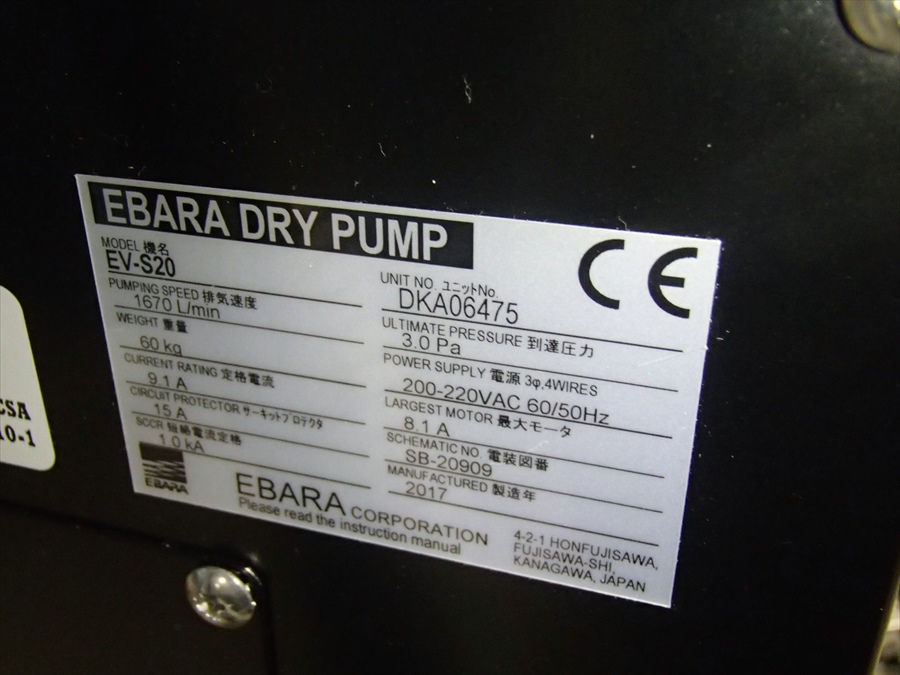 EBARA DRY PUMP
CE
MODEL 機名
EV-S20
UNIT NO. ユニットNo.
DKA06475
PUMPING SPEED 排気速度
1670 L/min
ULTIMATE PRESSURE 到達圧力
3.0 Pa
WEIGHT 重量
60 kg
POWER SUPPLY 電源 3φ,4WIRES
200-220VAC 60/50Hz
CURRENT RATING 定格電流
9.1 A
LARGEST MOTOR 最大モータ
8.1 A
CIRCUIT PROTECTOR サーキットプロテクタ
15 A
SCHEMATIC NO. 電装図番
SB-20909
SCCR 短絡電流定格
1.0 kA
MANUFACTURED 製造年
2017
EBARA
EBARA CORPORATION
Please read the instruction manual
4-2-1 HONFUJISAWA,
FUJISAWA-SHI,
KANAGAWA, JAPAN
CSA
10-1